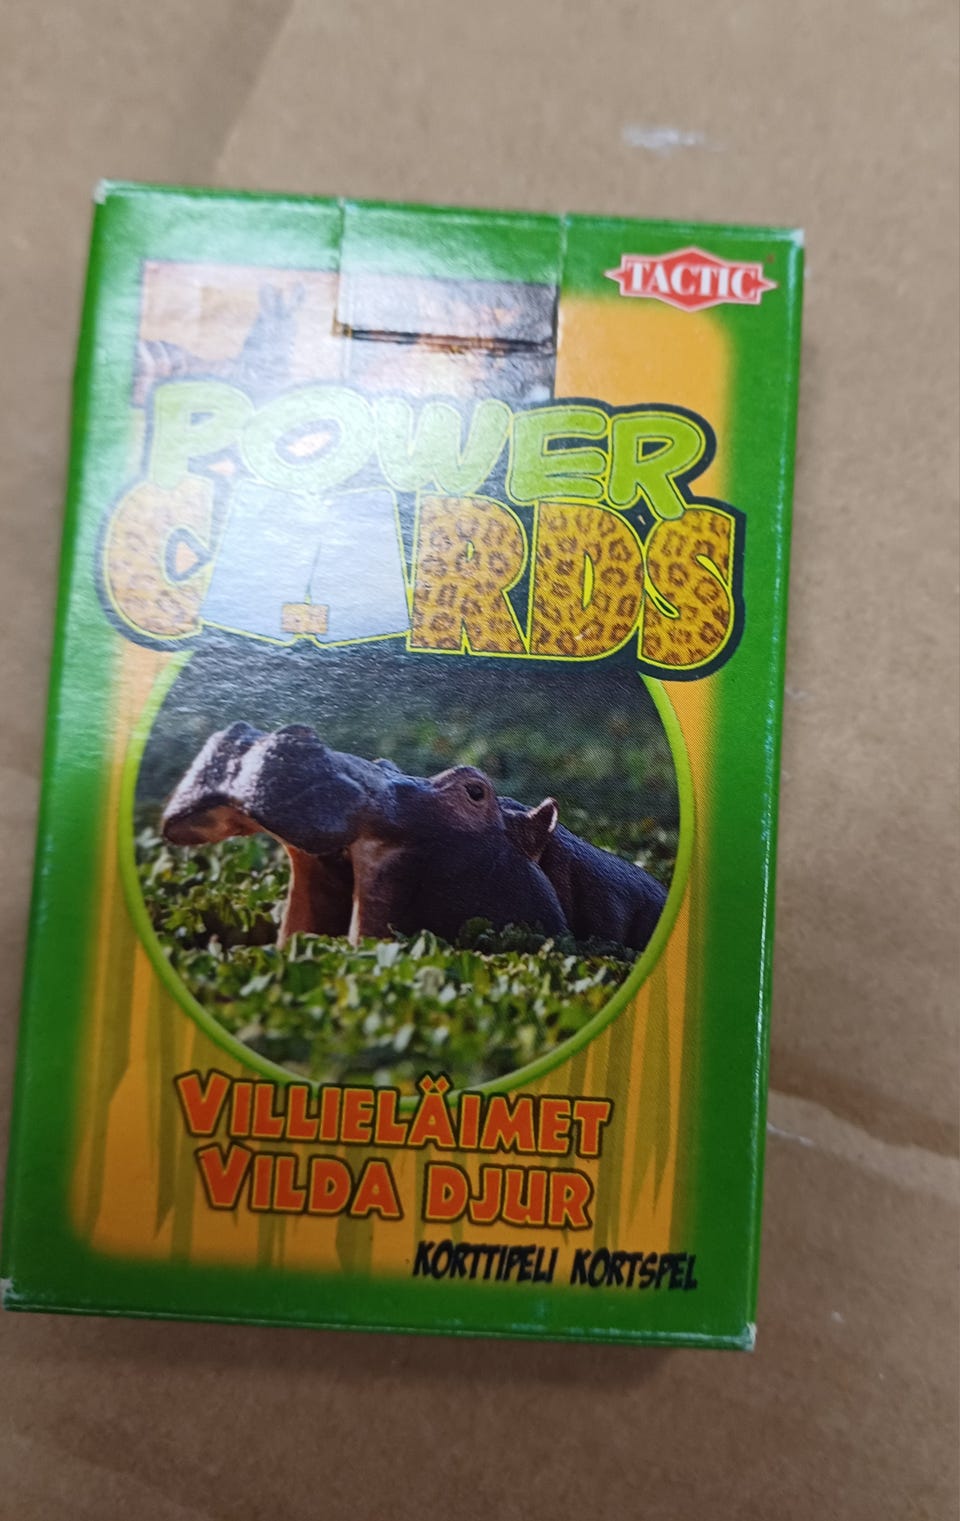 TACTIC
POWER
CARDS
VILLIELÄIMET
VILDA DJUR
KORTTIPELI KORTSPEL